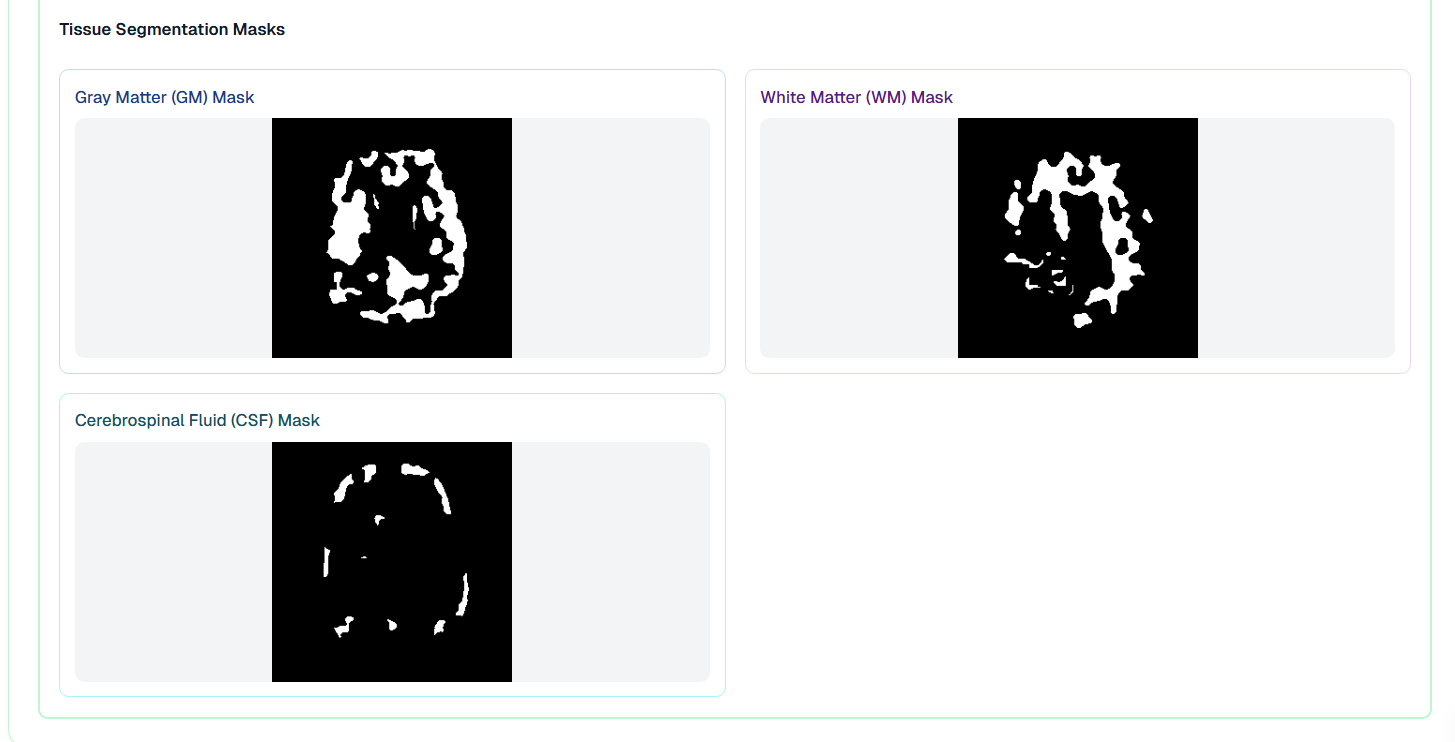 Tissue Segmentation Masks
Gray Matter (GM) Mask
White Matter (WM) Mask
Cerebrospinal Fluid (CSF) Mask